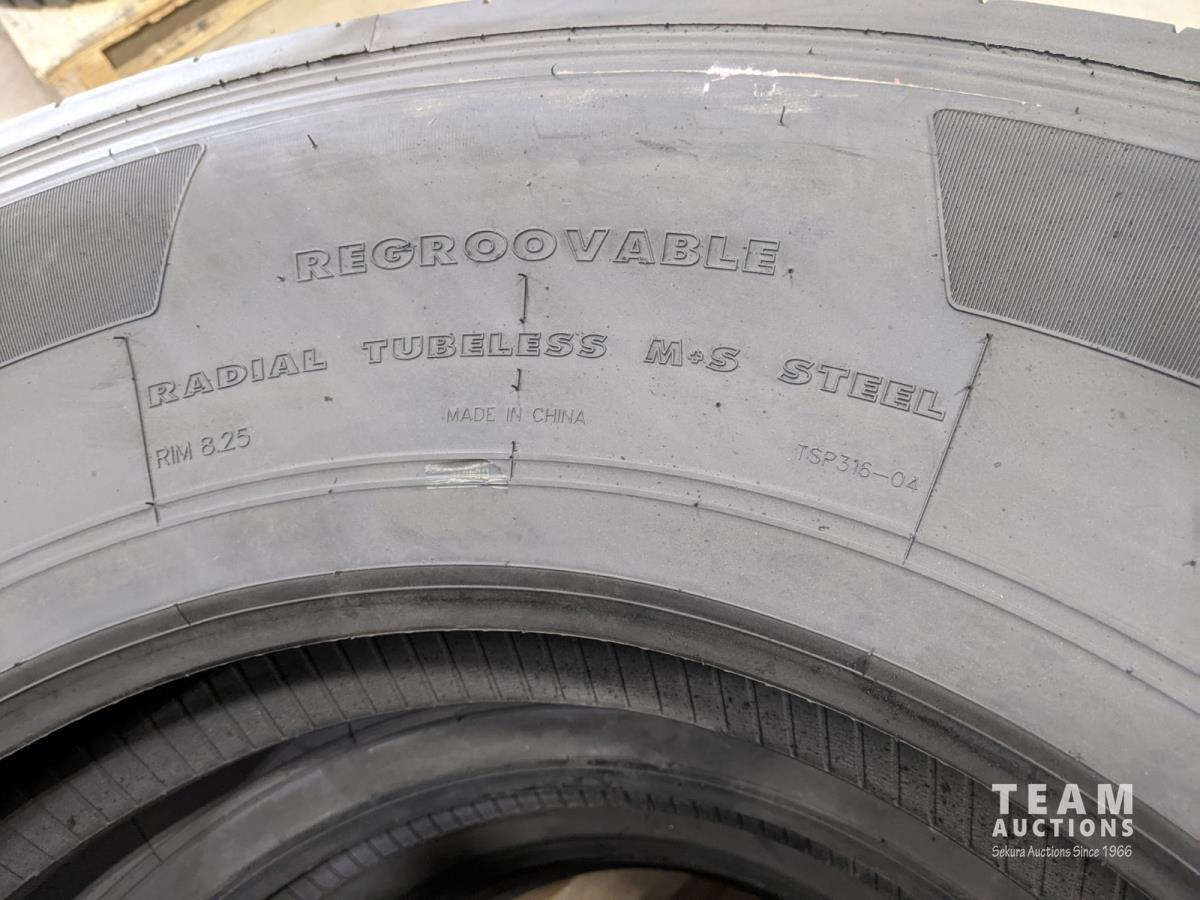 REGROOVABLE
RADIAL TUBELESS M+S STEEL
MADE IN CHINA
RIM 8.25
TSP316-04
TEAM
AUCTIONS
Sekura Auctions Since 1966